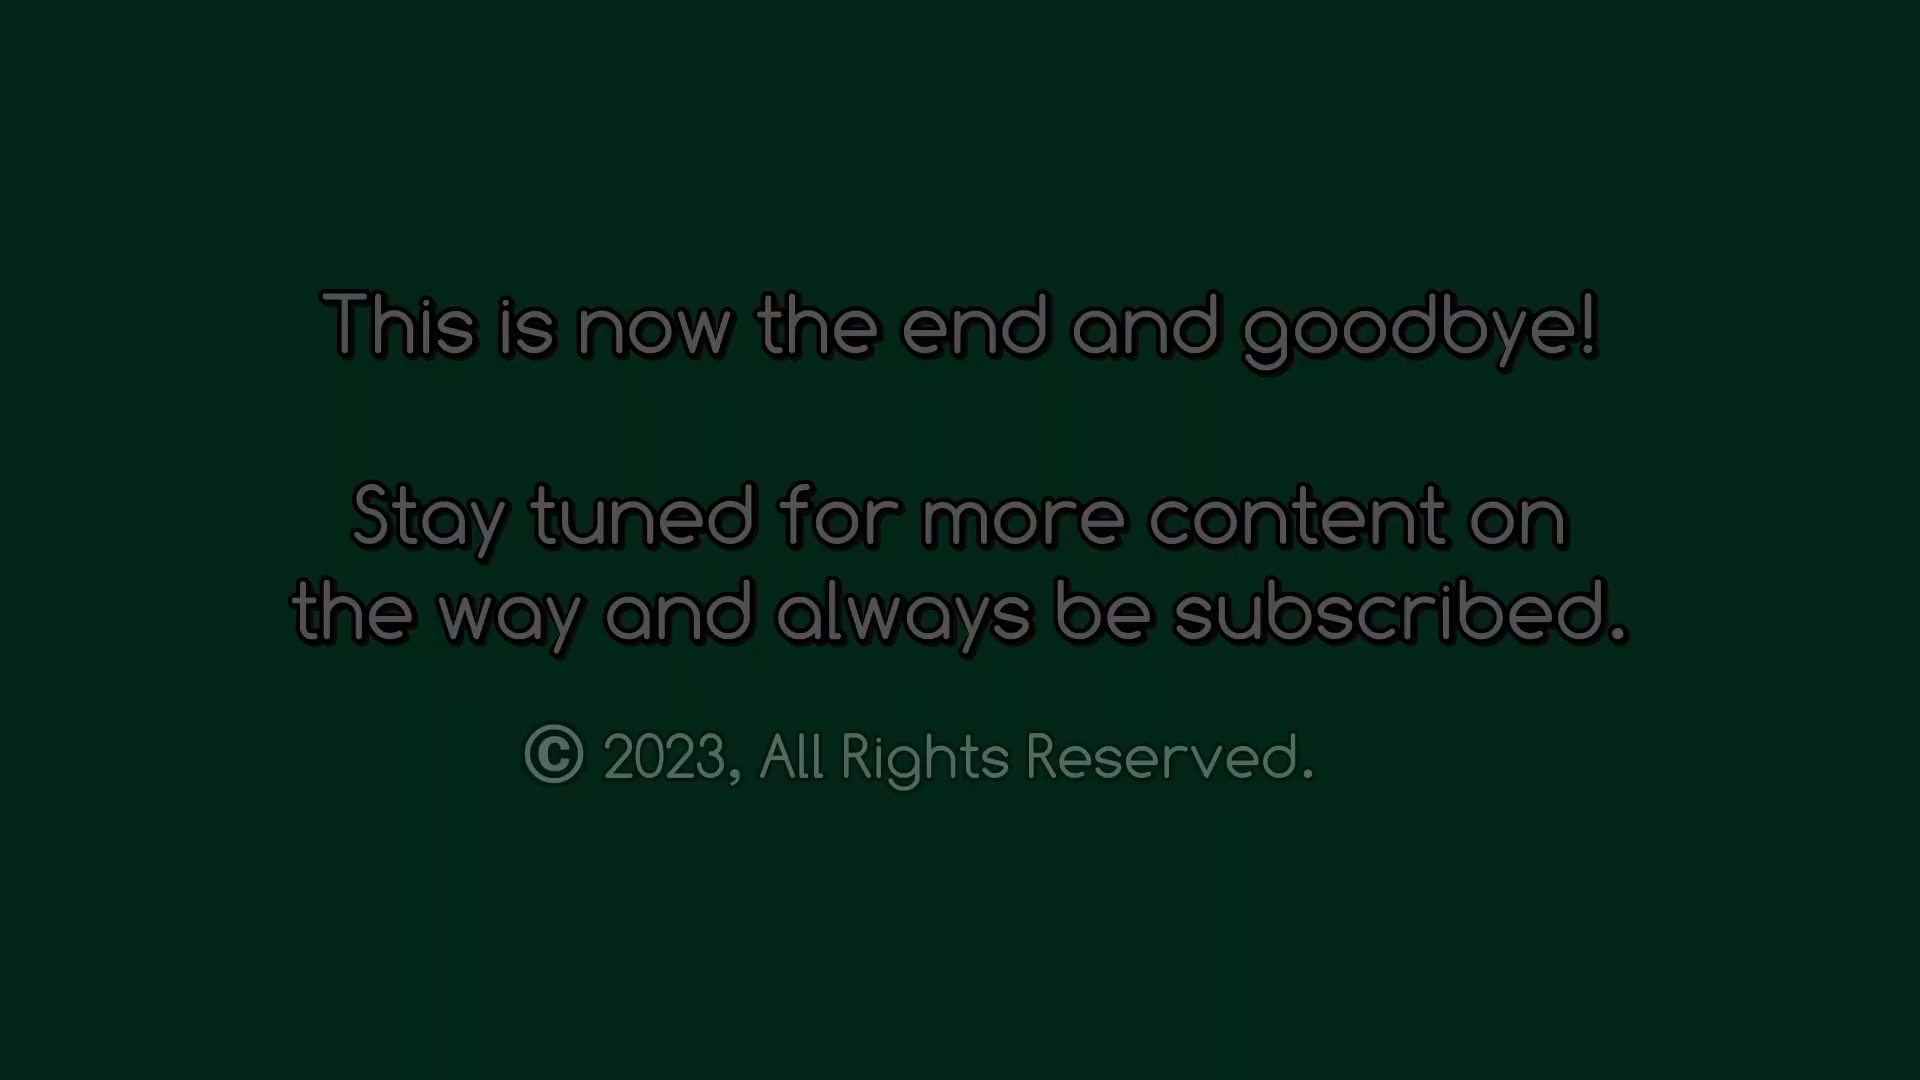 This is now the end and goodbye!
Stay tuned for more content on
the way and always be subscribed.
© 2023, All Rights Reserved.